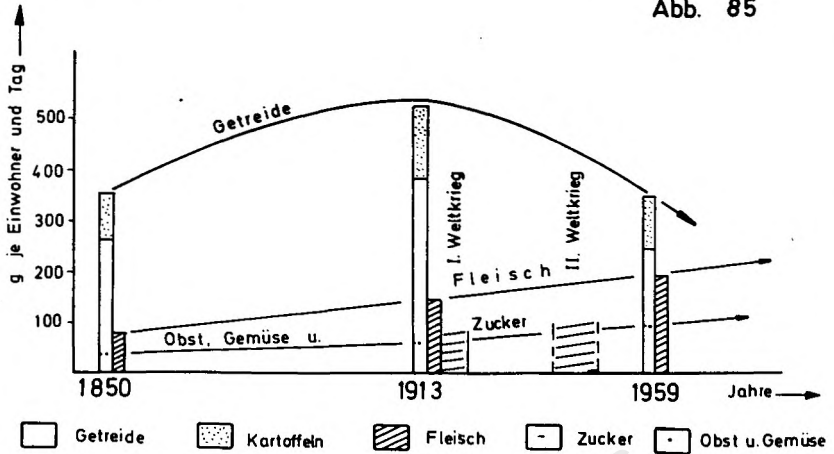 Abb. 85
g je Einwohner und Tag
500
400
300
200
100
Getreide
I. Weltkrieg
II. Weltkrieg
Fleisch
Obst, Gemüse u. Zucker
1850 1913 1959 Jahre
Getreide Kartoffeln Fleisch Zucker Obst u. Gemüse